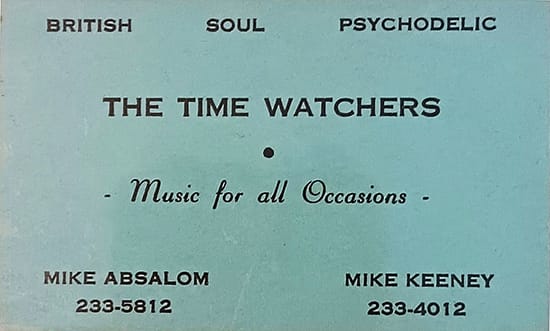 BRITISH SOUL PSYCHODELIC
THE TIME WATCHERS
- Music for all Occasions -
MIKE ABSALOM MIKE KEENEY
233-5812 233-4012